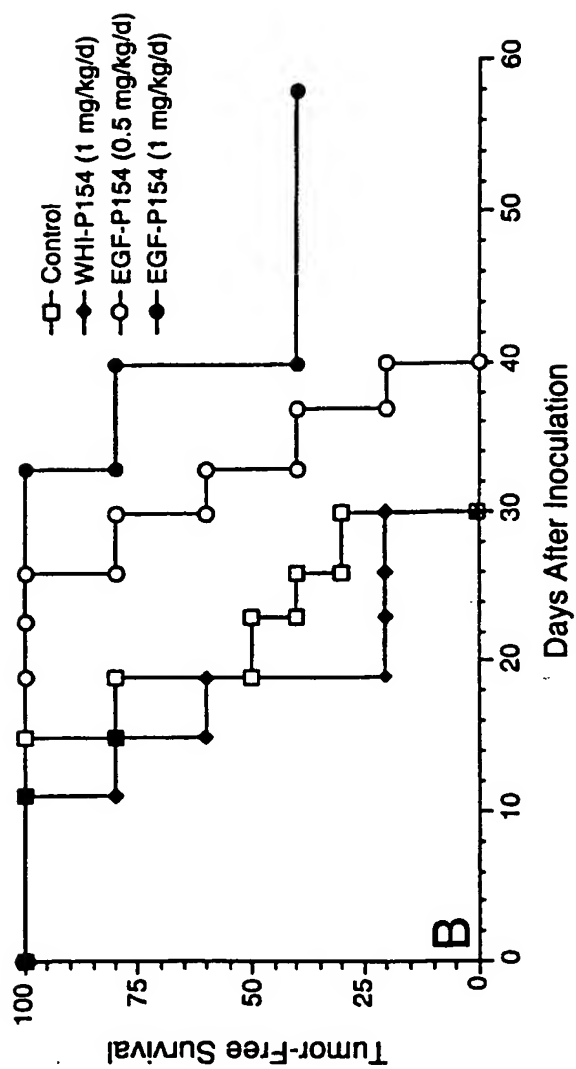 Control
WHI-P154 (1 mg/kg/d)
EGF-P154 (0.5 mg/kg/d)
EGF-P154 (1 mg/kg/d)
Tumor-Free Survival
100
75
50
25
0
B
0
10
20
30
40
50
60
Days After Inoculation